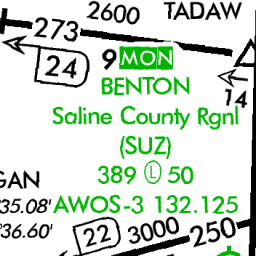 2600 TADAW
273
24 9 MON
BENTON
14
Saline County Rgnl
(SUZ)
389 Ⓛ 50
GAN
35.08' AWOS-3 132.125
36.60' 22 3000 250